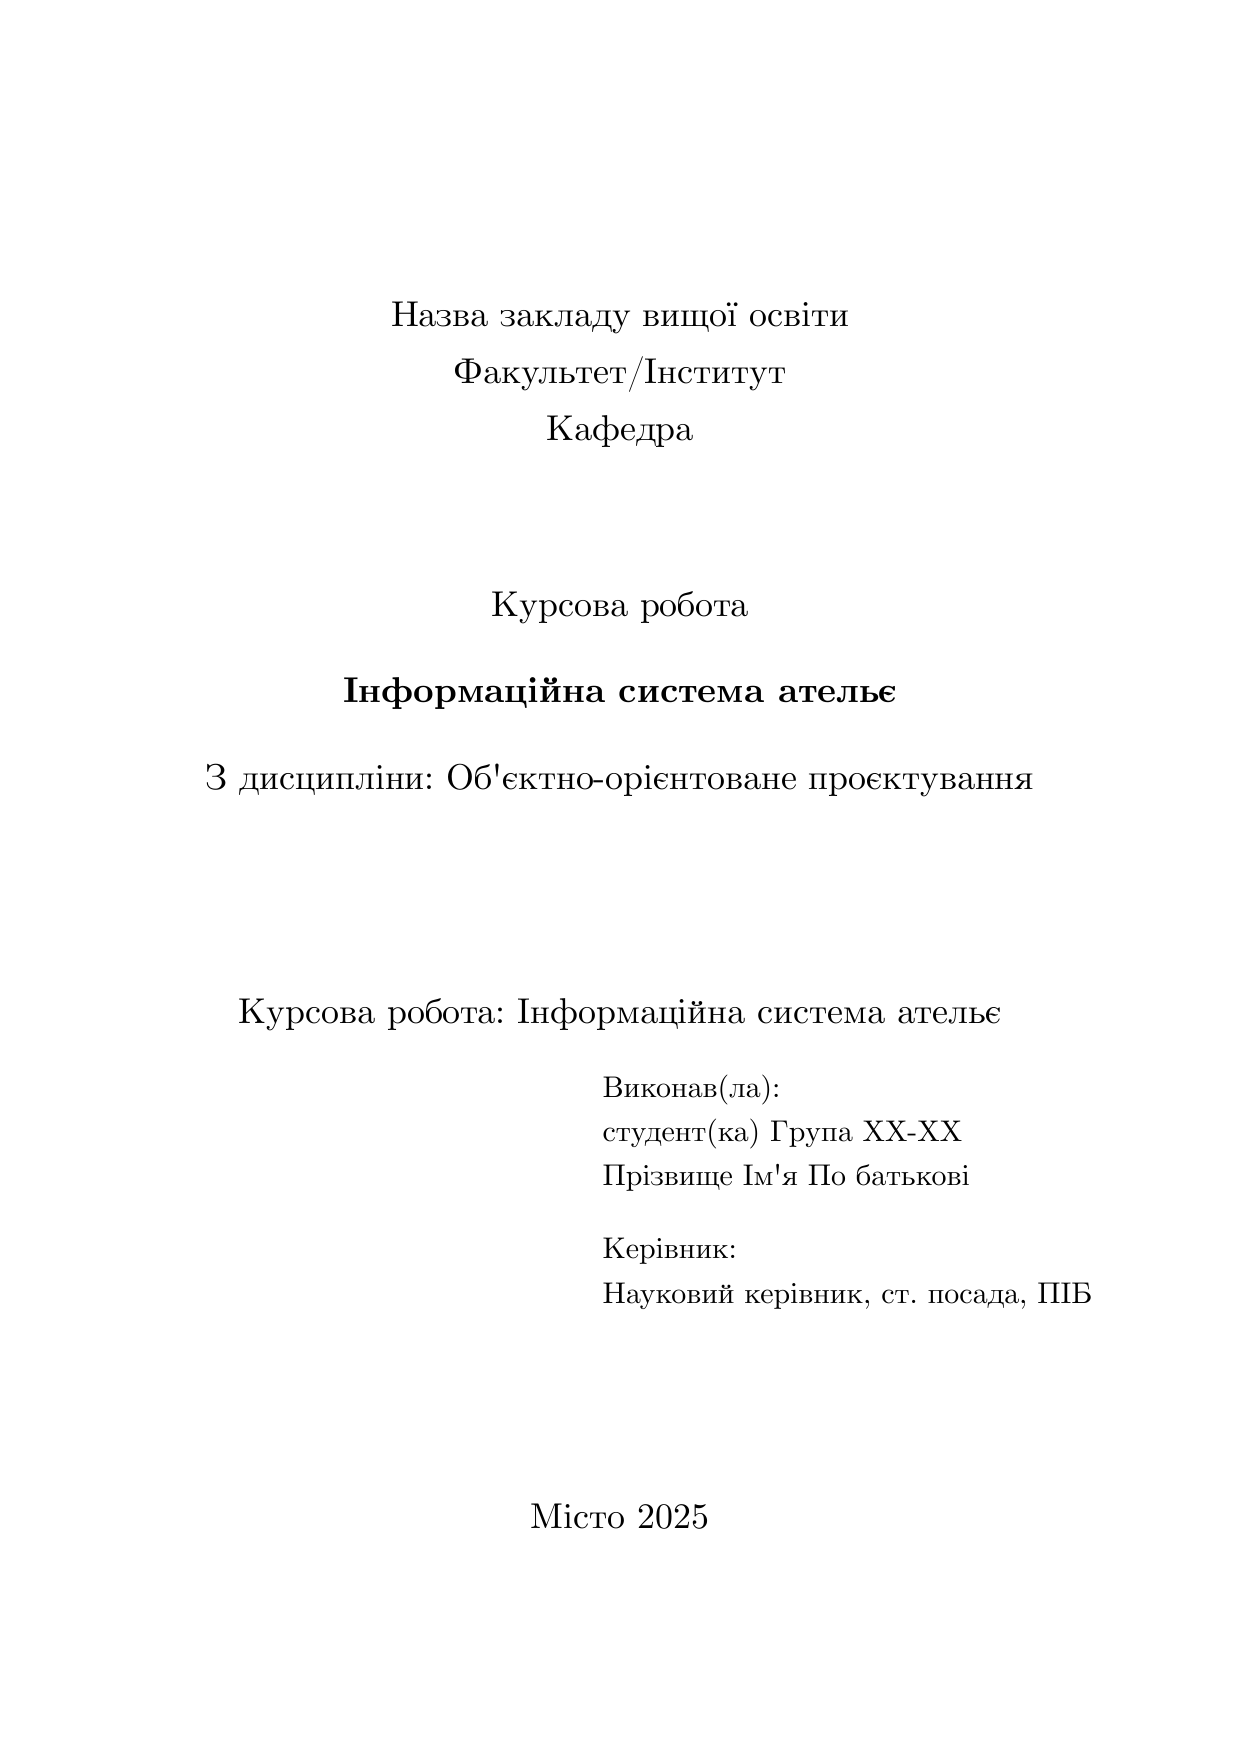 Назва закладу вищої освіти
Факультет/Інститут
Кафедра
Курсова робота
Інформаційна система ательє
З дисципліни: Об'єктно-орієнтоване проєктування
Курсова робота: Інформаційна система ательє
Виконав(ла):
студент(ка) Група XX-XX
Прізвище Ім'я По батькові
Керівник:
Науковий керівник, ст. посада, ПІБ
Місто 2025